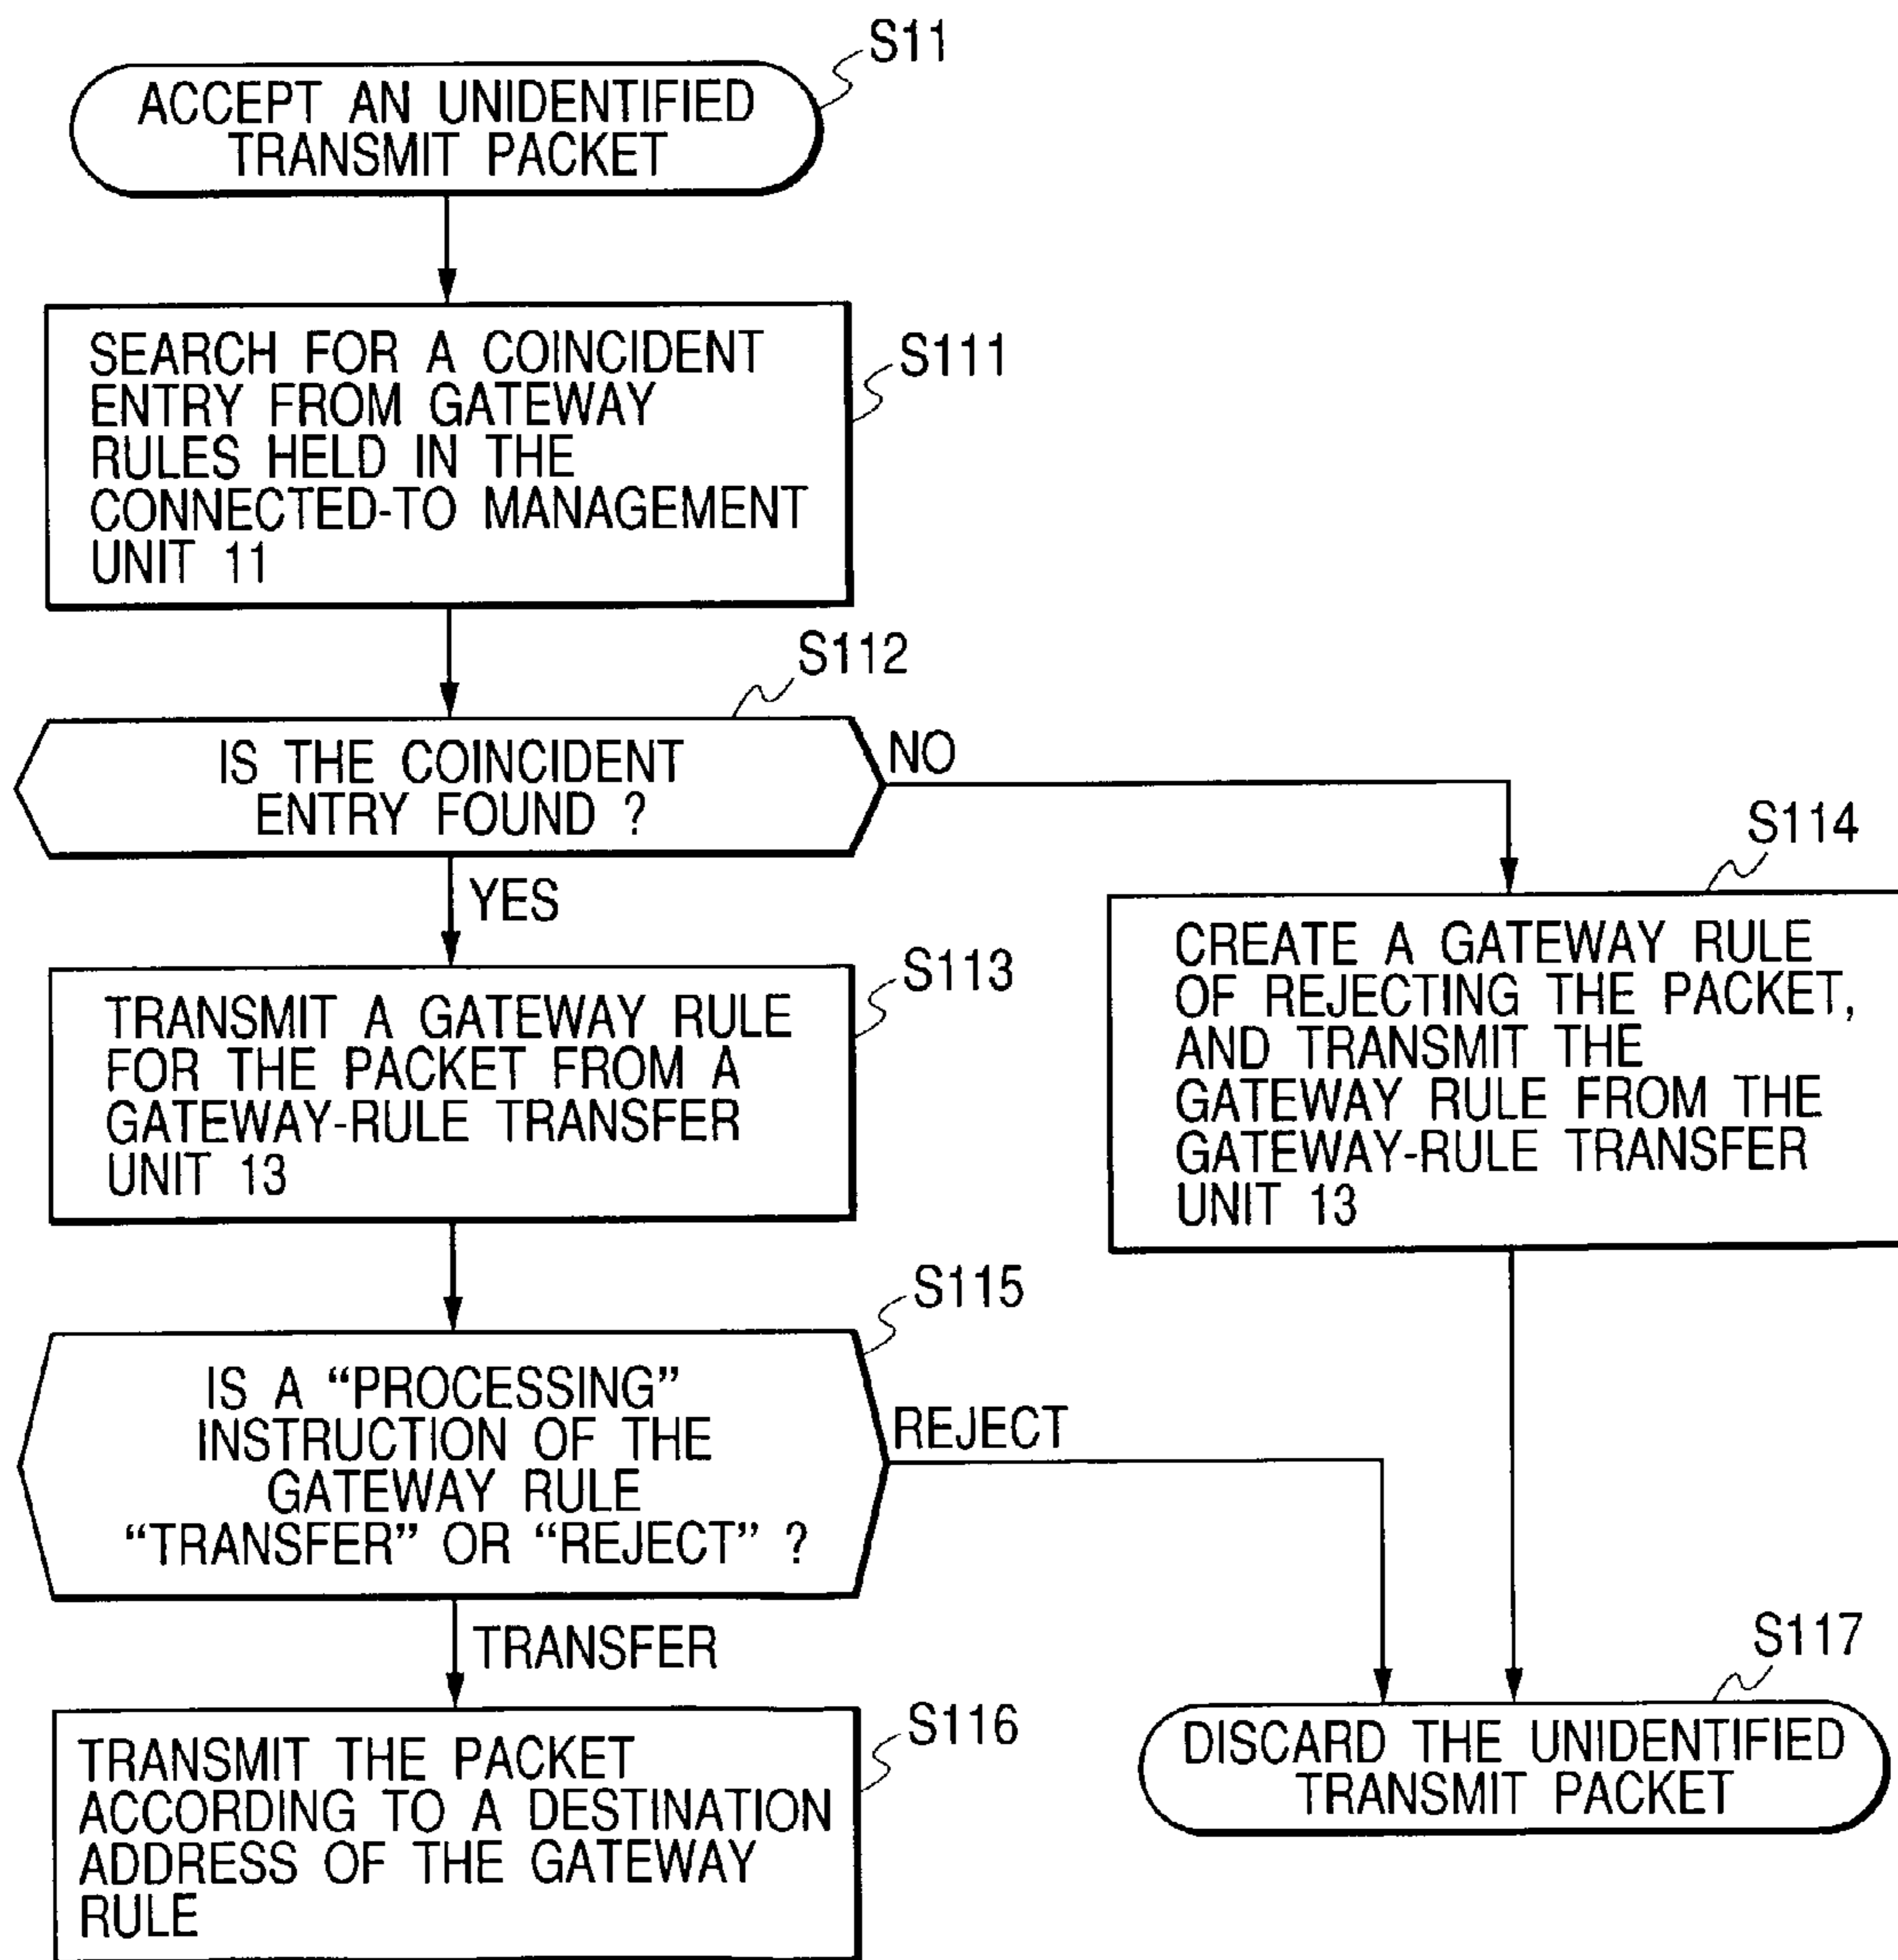 S11
ACCEPT AN UNIDENTIFIED
TRANSMIT PACKET
S111
SEARCH FOR A COINCIDENT
ENTRY FROM GATEWAY
RULES HELD IN THE
CONNECTED-TO MANAGEMENT
UNIT 11
S112
IS THE COINCIDENT
ENTRY FOUND ?
NO
YES
S114
CREATE A GATEWAY RULE
OF REJECTING THE PACKET,
AND TRANSMIT THE
GATEWAY RULE FROM THE
GATEWAY-RULE TRANSFER
UNIT 13
S113
TRANSMIT A GATEWAY RULE
FOR THE PACKET FROM A
GATEWAY-RULE TRANSFER
UNIT 13
S115
IS A “PROCESSING”
INSTRUCTION OF THE
GATEWAY RULE
“TRANSFER” OR “REJECT” ?
REJECT
TRANSFER
S116
TRANSMIT THE PACKET
ACCORDING TO A DESTINATION
ADDRESS OF THE GATEWAY
RULE
S117
DISCARD THE UNIDENTIFIED
TRANSMIT PACKET